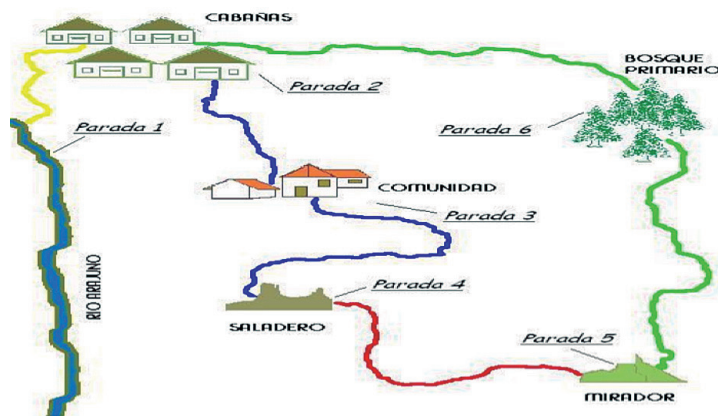 CABAÑAS
BOSQUE
PRIMARIO
Parada 2
Parada 1
Parada 6
COMUNIDAD
Parada 3
RIO ARAJUNO
Parada 4
SALADERO
Parada 5
MIRADOR